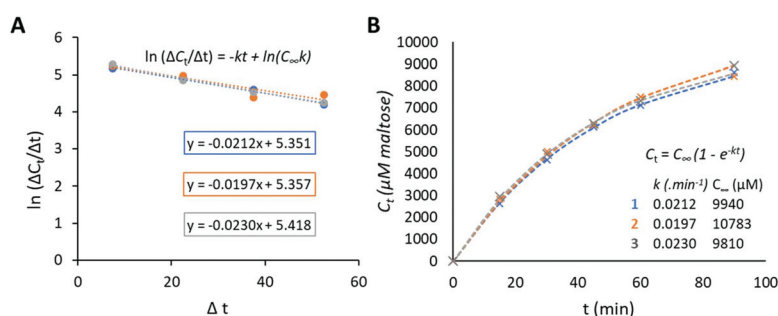 A
ln (ΔCt/Δt) = -kt + ln(C∞k)
ln (ΔCt/Δt)
6
5
4
3
2
1
0
y = -0.0212x + 5.351
y = -0.0197x + 5.357
y = -0.0230x + 5.418
0 20 40 60
Δ t
B
Ct (µM maltose)
10000
9000
8000
7000
6000
5000
4000
3000
2000
1000
0
Ct = C∞ (1 - e-kt)
k (.min-1) C∞ (µM)
1 0.0212 9940
2 0.0197 10783
3 0.0230 9810
0 20 40 60 80 100
t (min)